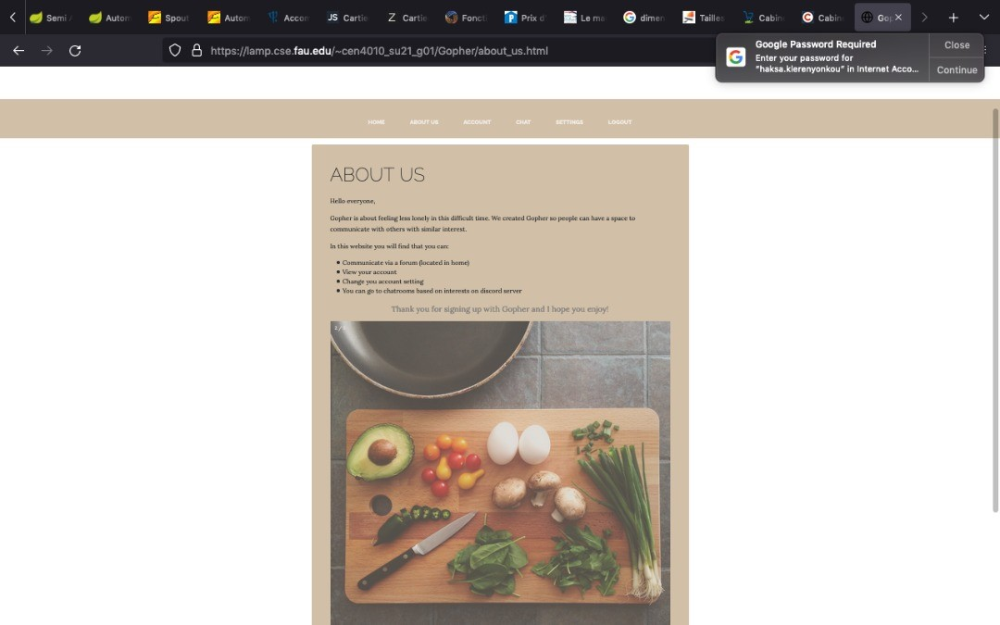 Semi
Autom
Spout
Autom
Accon
JS Cartie
Z Cartie
Foncti
Prix d'
Le ma
dimen
Tailles
Cabin
Cabin
Gop
https://lamp.cse.fau.edu/~cen4010_su21_g01/Gopher/about_us.html
Google Password Required
Enter your password for
"haksa.klerenyonkou" in Internet Acco...
Close
Continue
HOME
ABOUT US
ACCOUNT
CHAT
SETTINGS
LOGOUT
ABOUT US
Hello everyone,
Gopher is about feeling less lonely in this difficult time. We created Gopher so people can have a space to
communicate with others with similar interest.
In this website you will find that you can:
Communicate via a forum (located in home)
View your account
Change you account setting
You can go to chatrooms based on interests on discord server
Thank you for signing up with Gopher and I hope you enjoy!